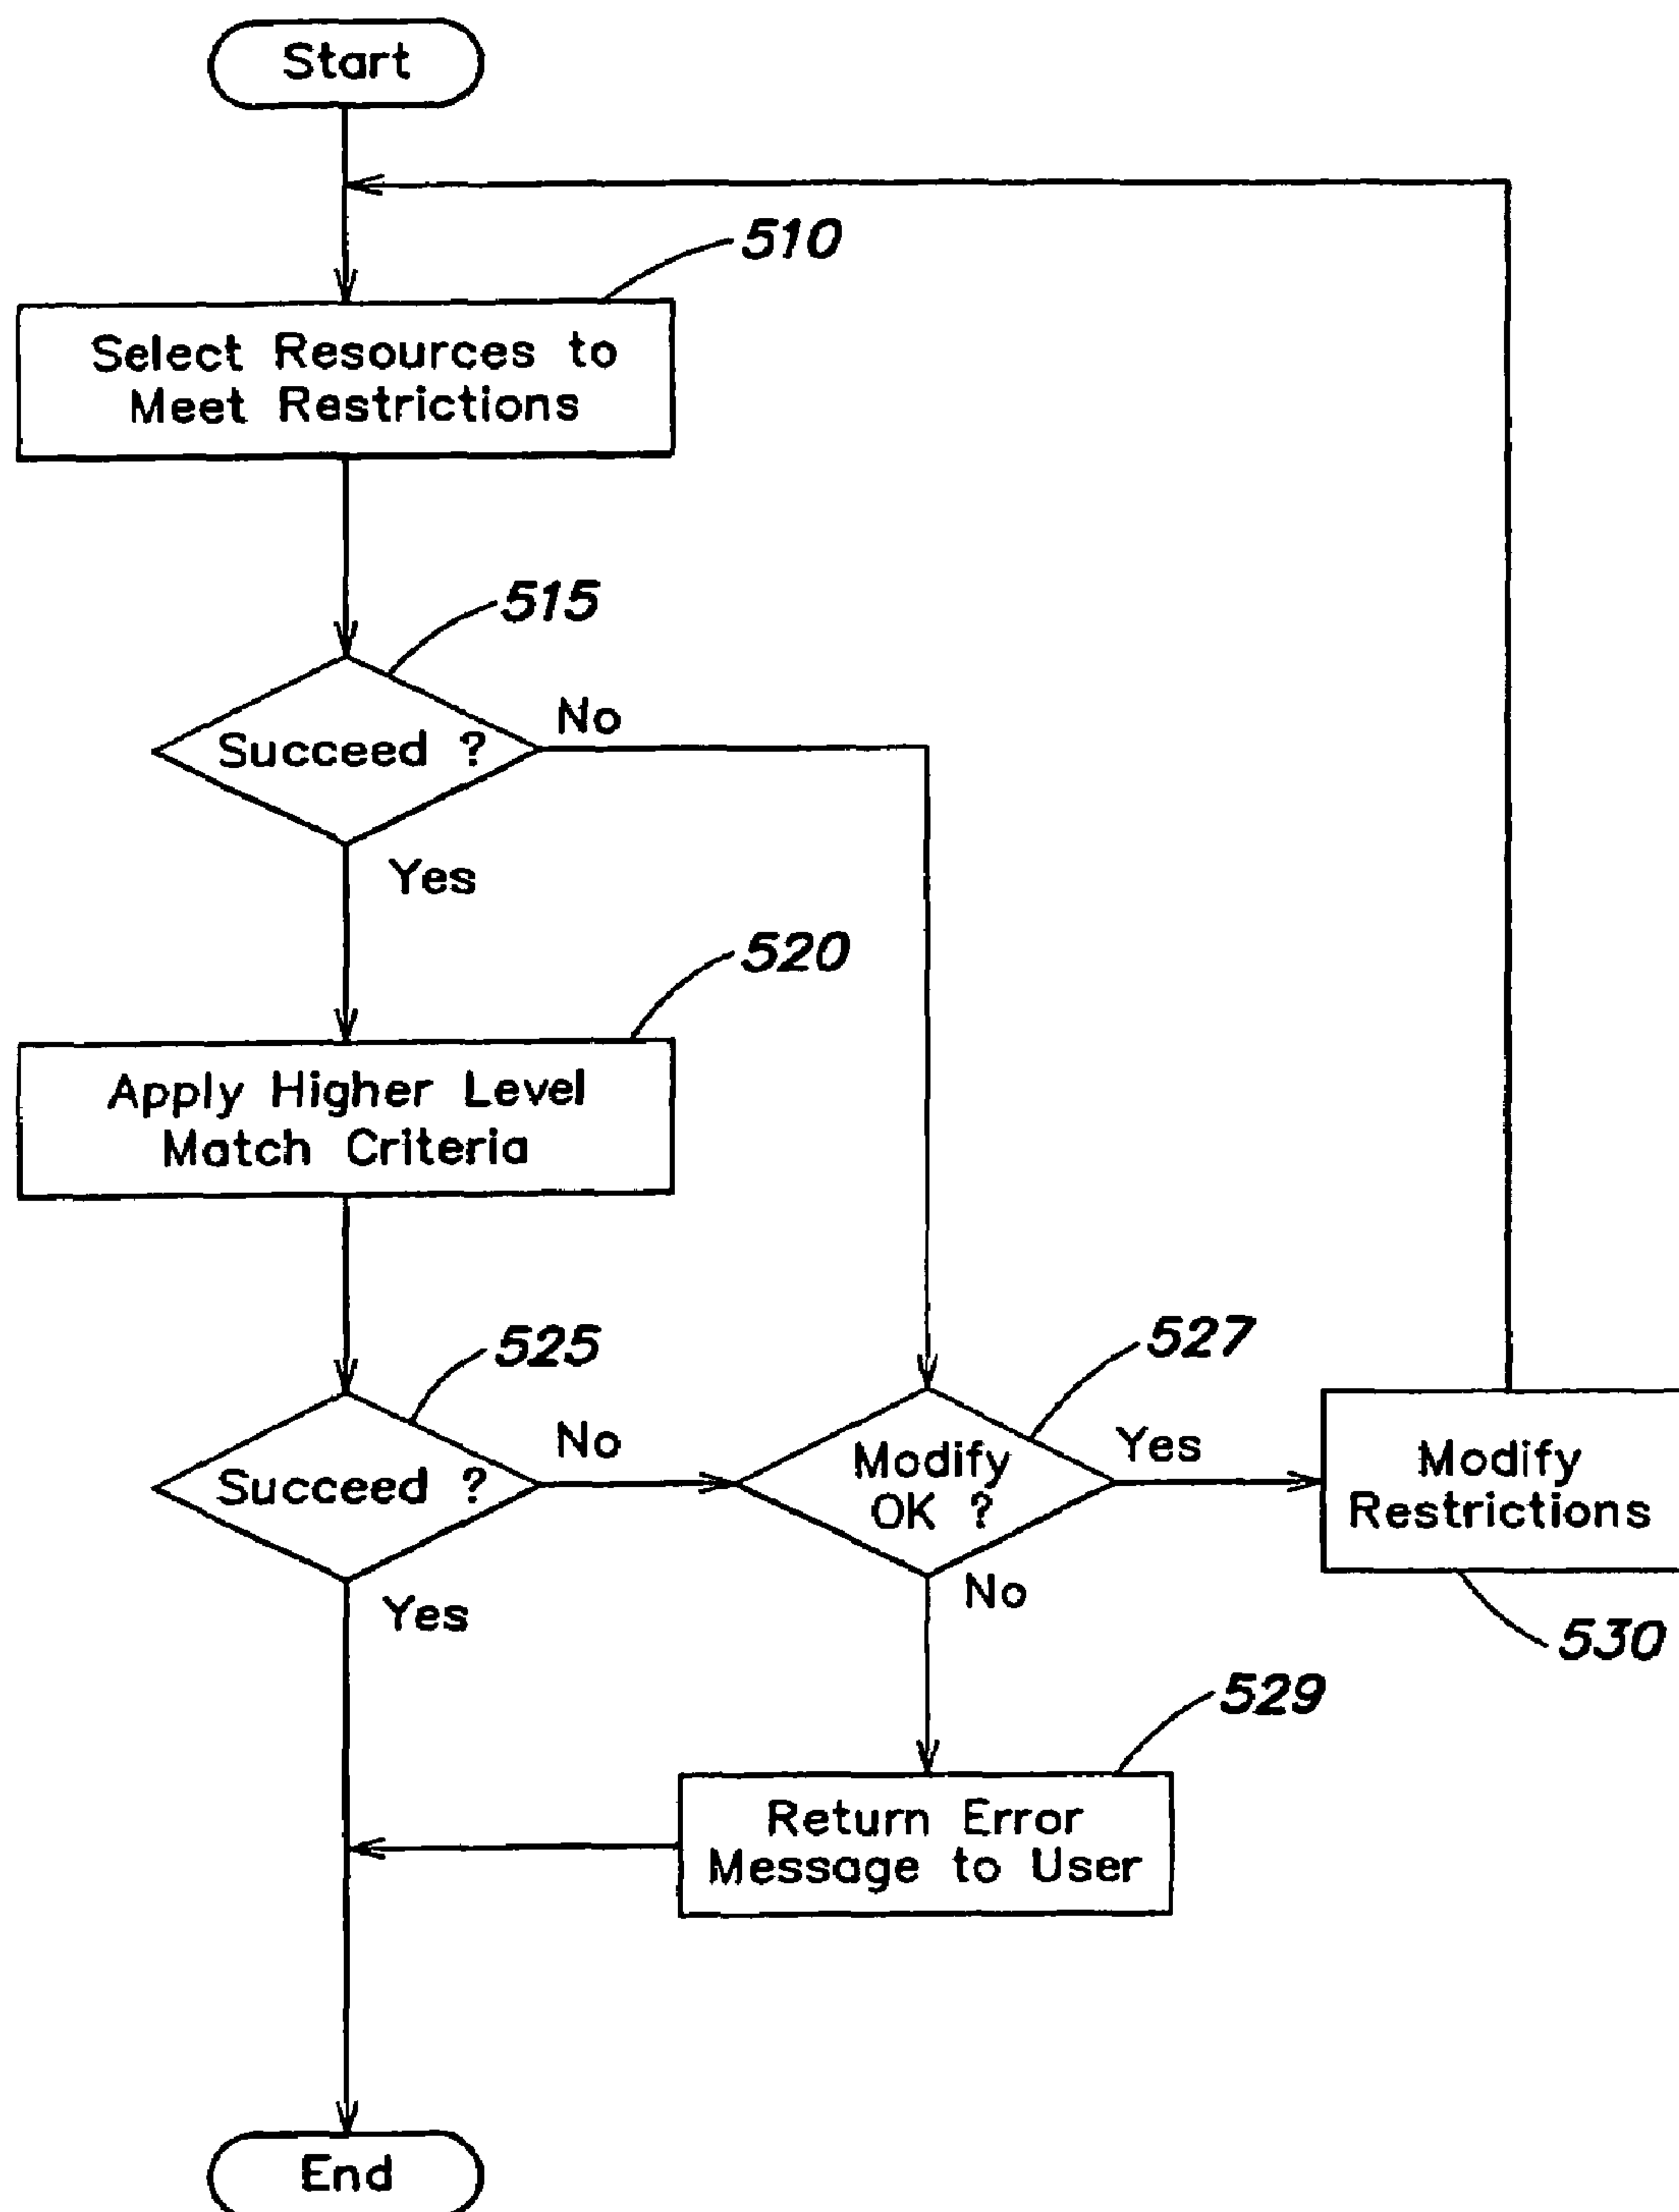 Start
510
Select Resources to
Meet Restrictions
515
Succeed ?
No
Yes
520
Apply Higher Level
Match Criteria
525
Succeed ?
No
Yes
527
Modify
OK ?
Yes
No
Modify
Restrictions
530
529
Return Error
Message to User
End